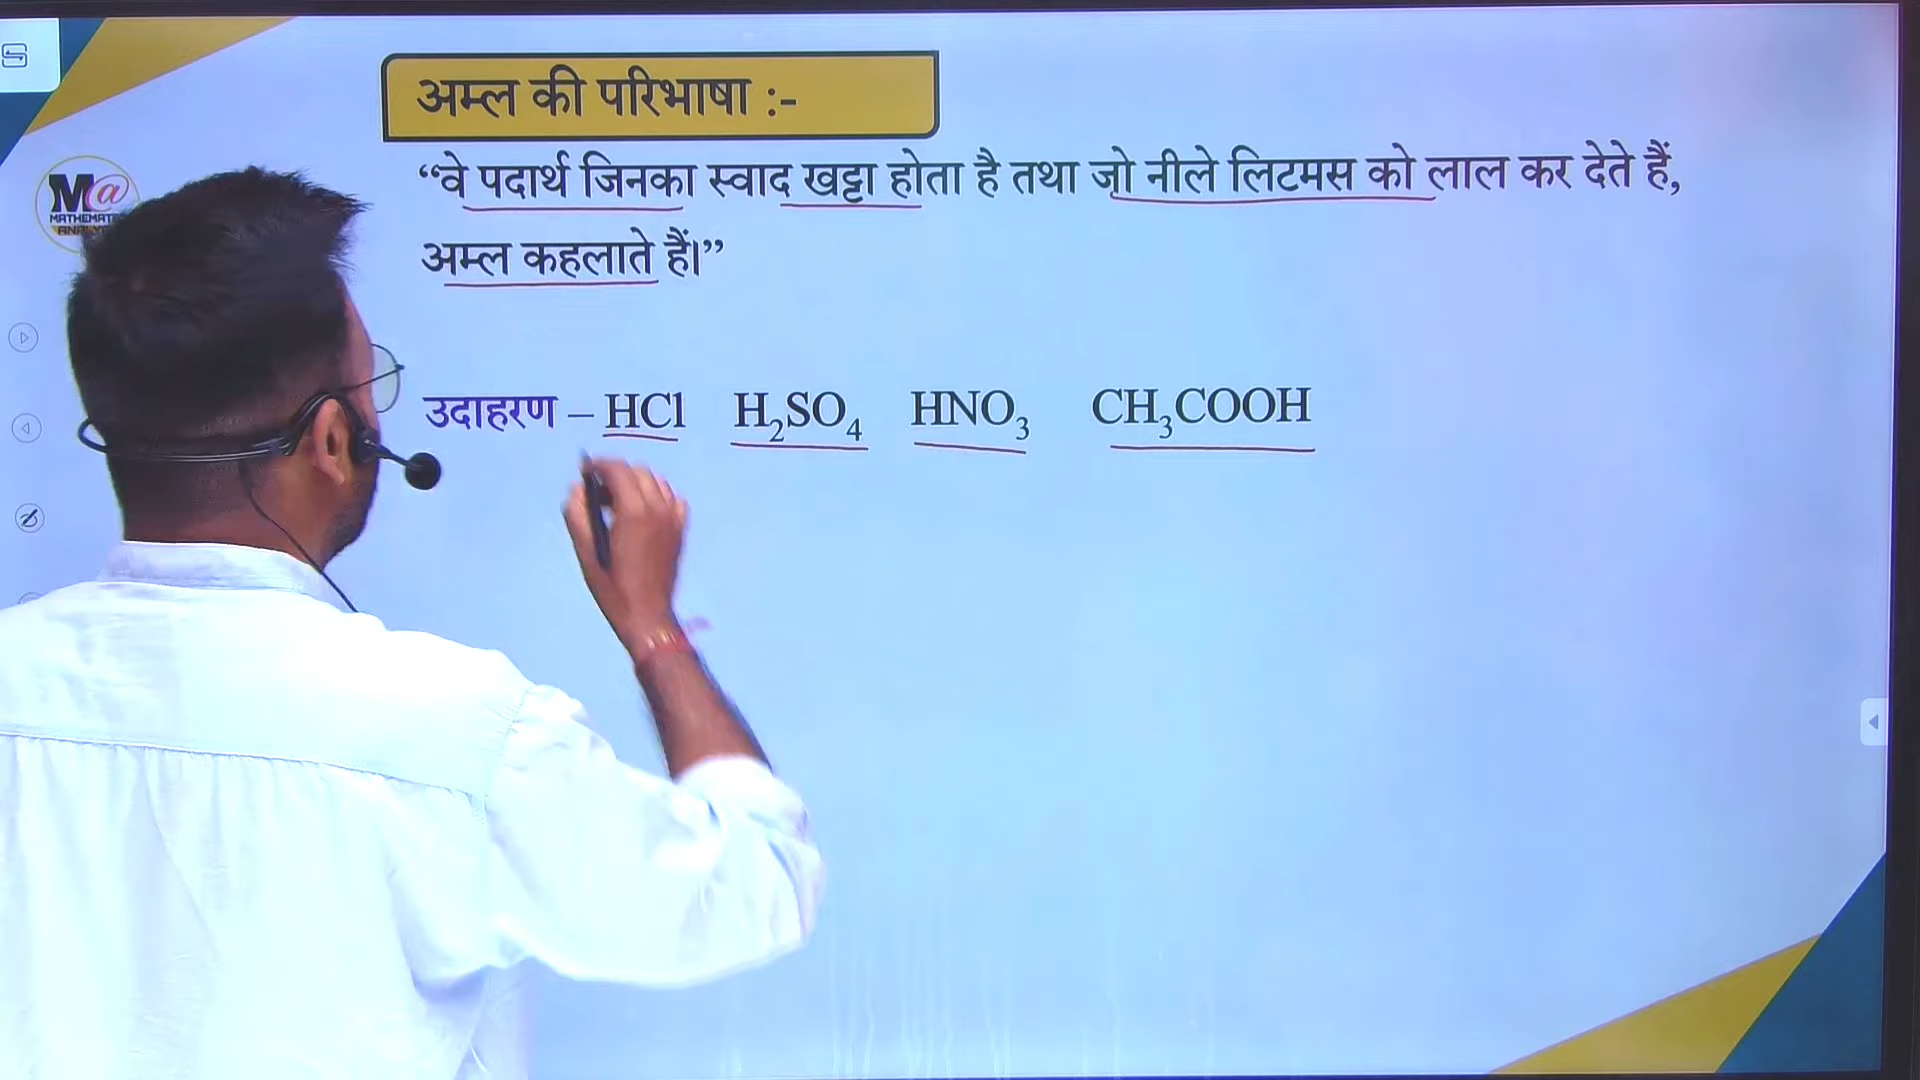 अम्ल की परिभाषा :-
“वे पदार्थ जिनका स्वाद खट्टा होता है तथा जो नीले लिटमस को लाल कर देते हैं,
अम्ल कहलाते हैं।”
M@
उदाहरण – HCl H₂SO₄ HNO₃ CH₃COOH